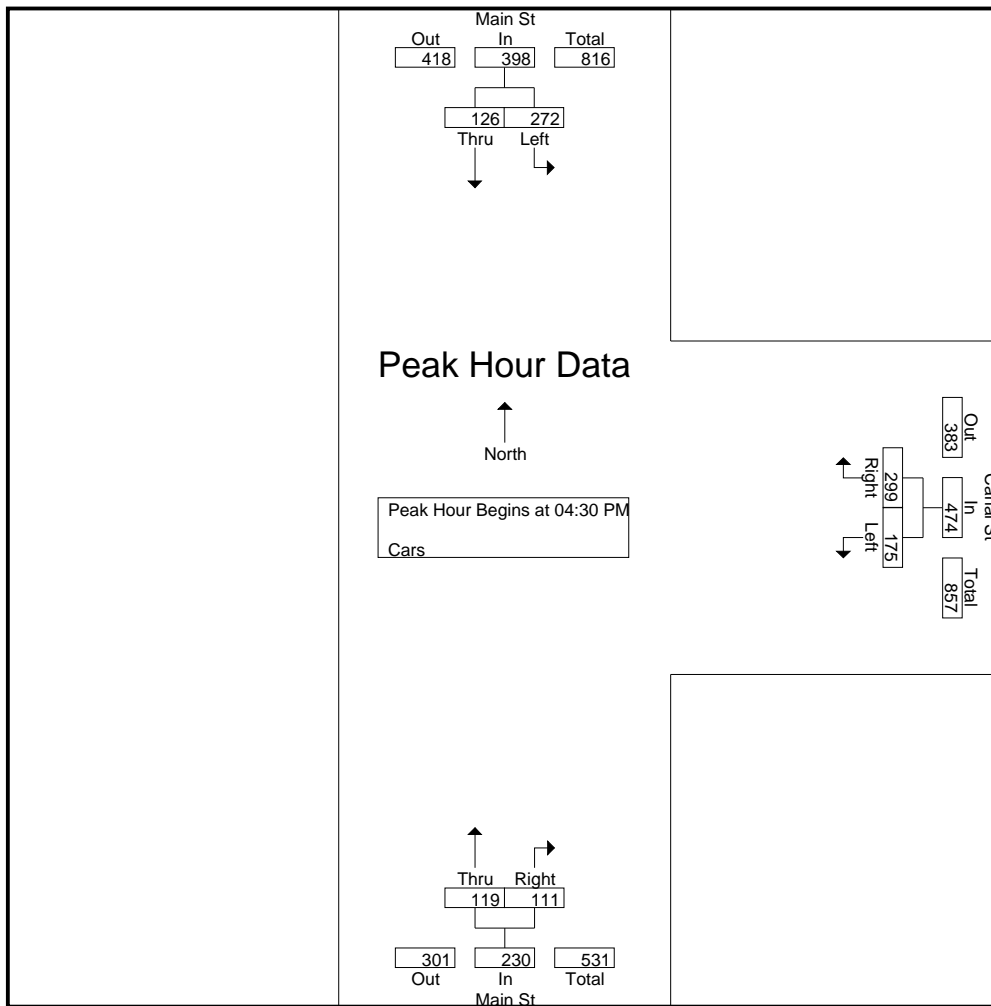 Main St
Out In Total
418 398 816
126 272
Thru Left
Peak Hour Data
North
Peak Hour Begins at 04:30 PM
Cars
Canal St
Out In Total
383 474 857
299 175
Right Left
Thru Right
119 111
301 230 531
Out In Total
Main St